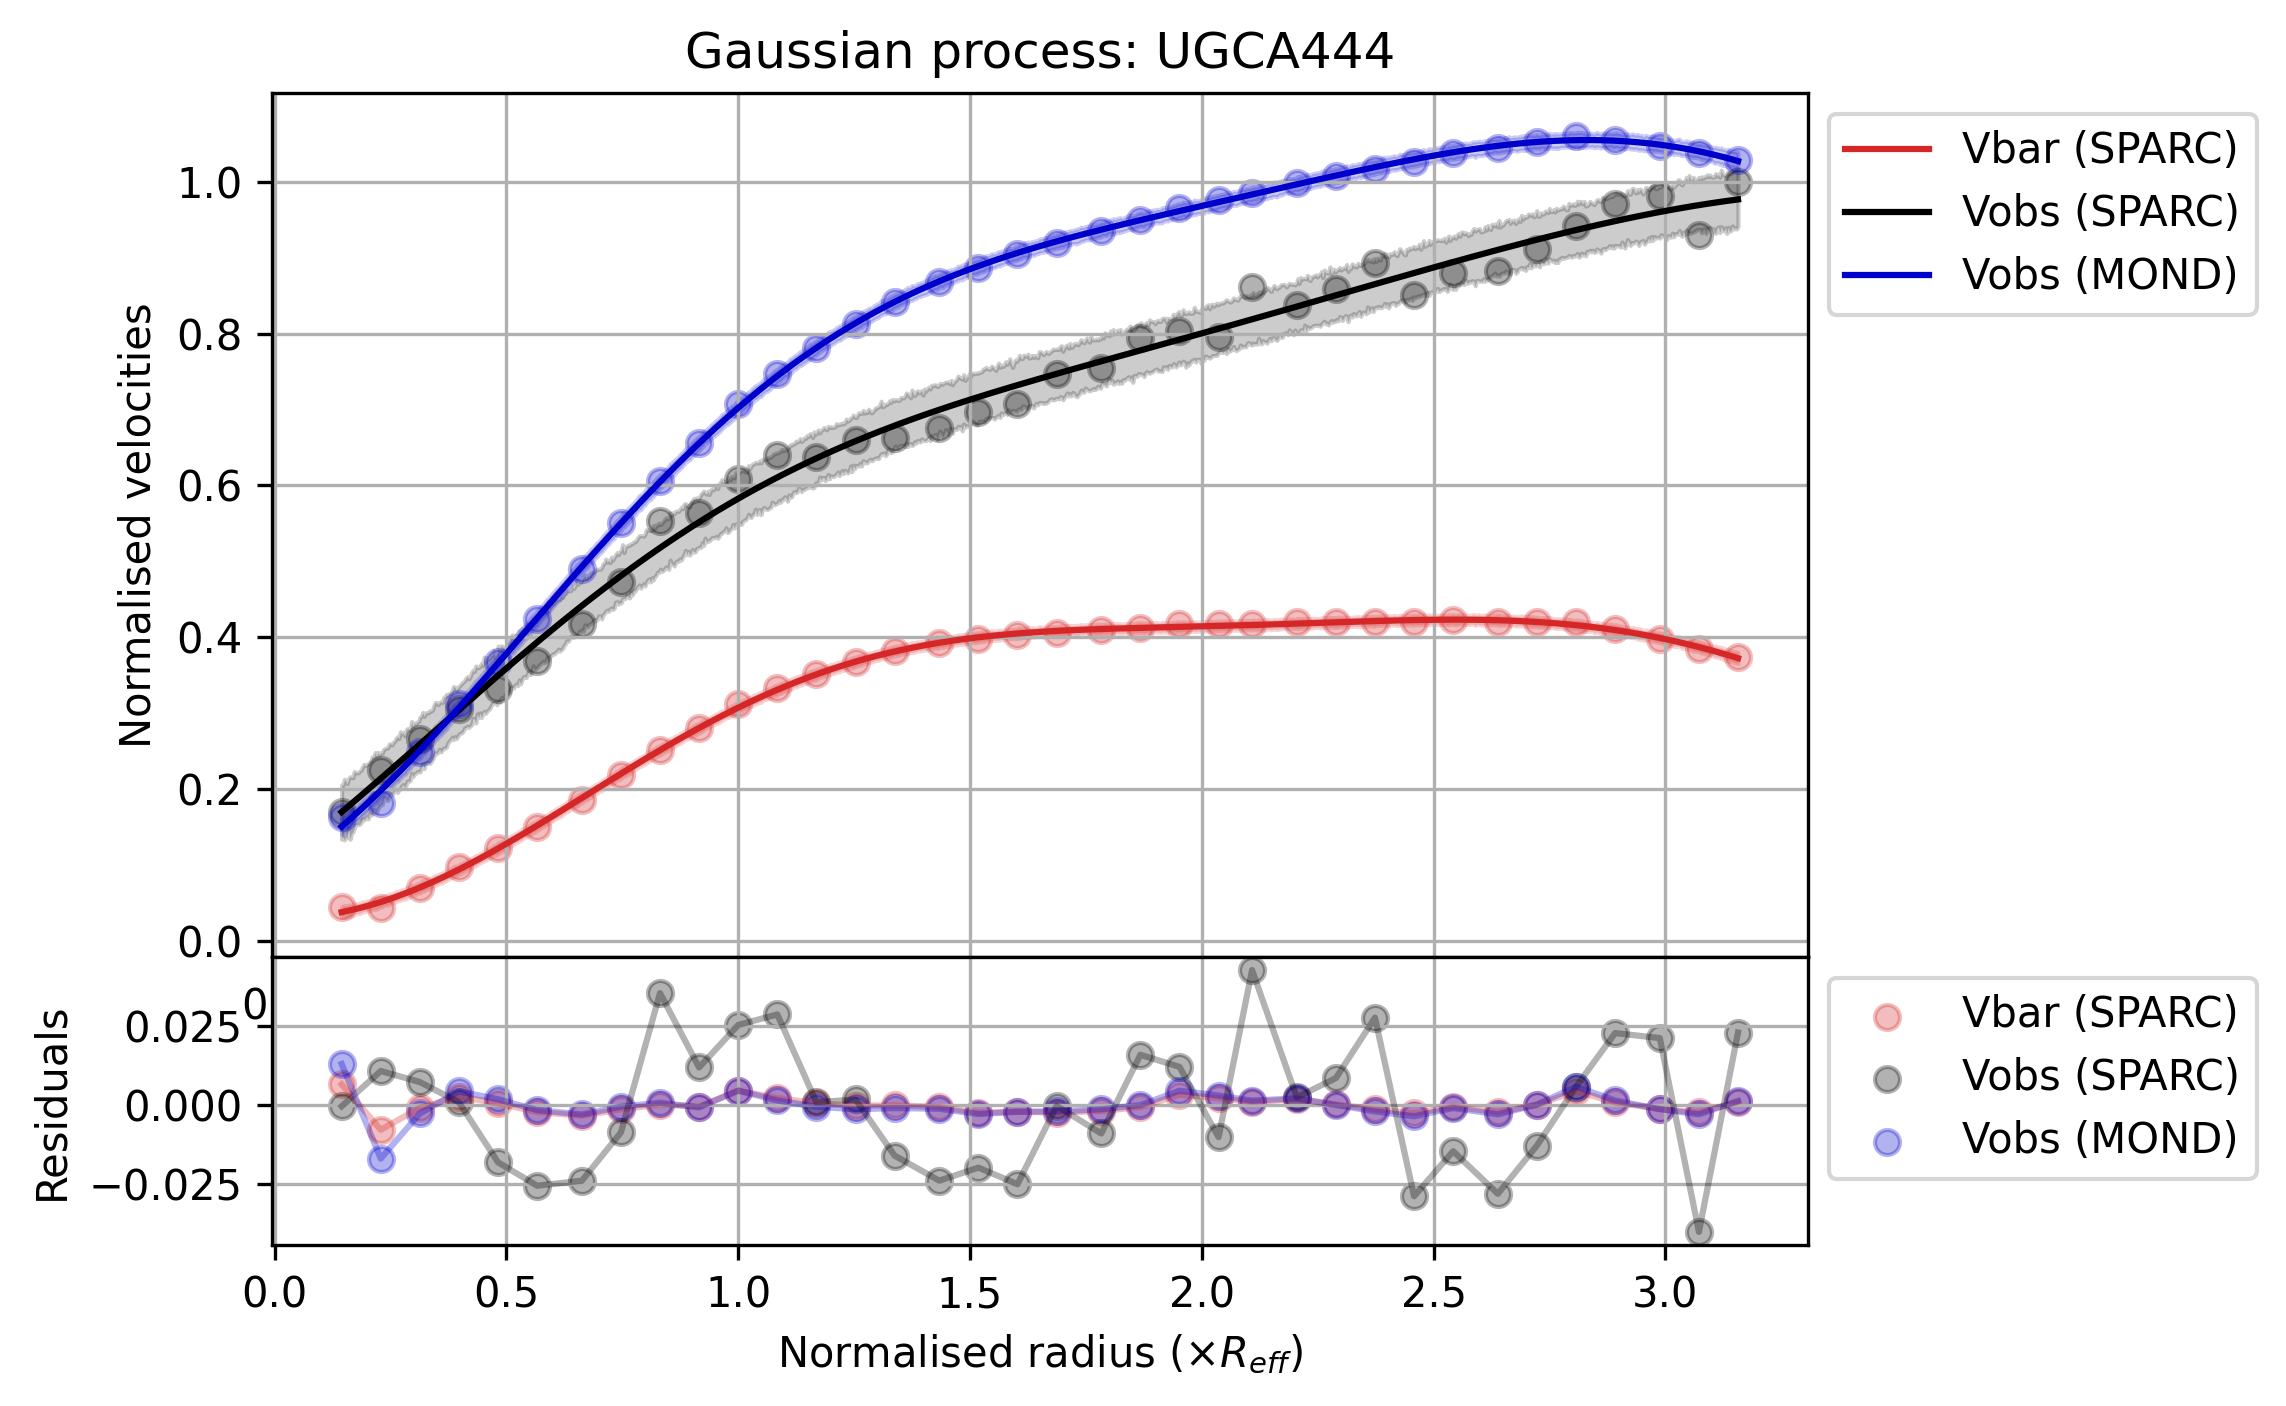 Gaussian process: UGCA444
Normalised velocities
1.0
0.8
0.6
0.4
0.2
0.0
Vbar (SPARC)
Vobs (SPARC)
Vobs (MOND)
Residuals
0
0.025
0.000
−0.025
Vbar (SPARC)
Vobs (SPARC)
Vobs (MOND)
0.0 0.5 1.0 1.5 2.0 2.5 3.0
Normalised radius (×R_eff)